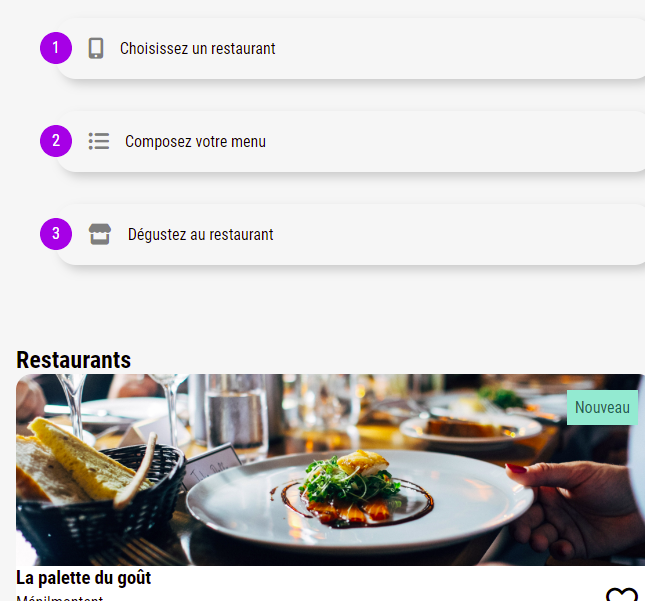 1 Choisissez un restaurant
2 Composez votre menu
3 Dégustez au restaurant
Restaurants
Nouveau
La palette du goût
Ménilmontant